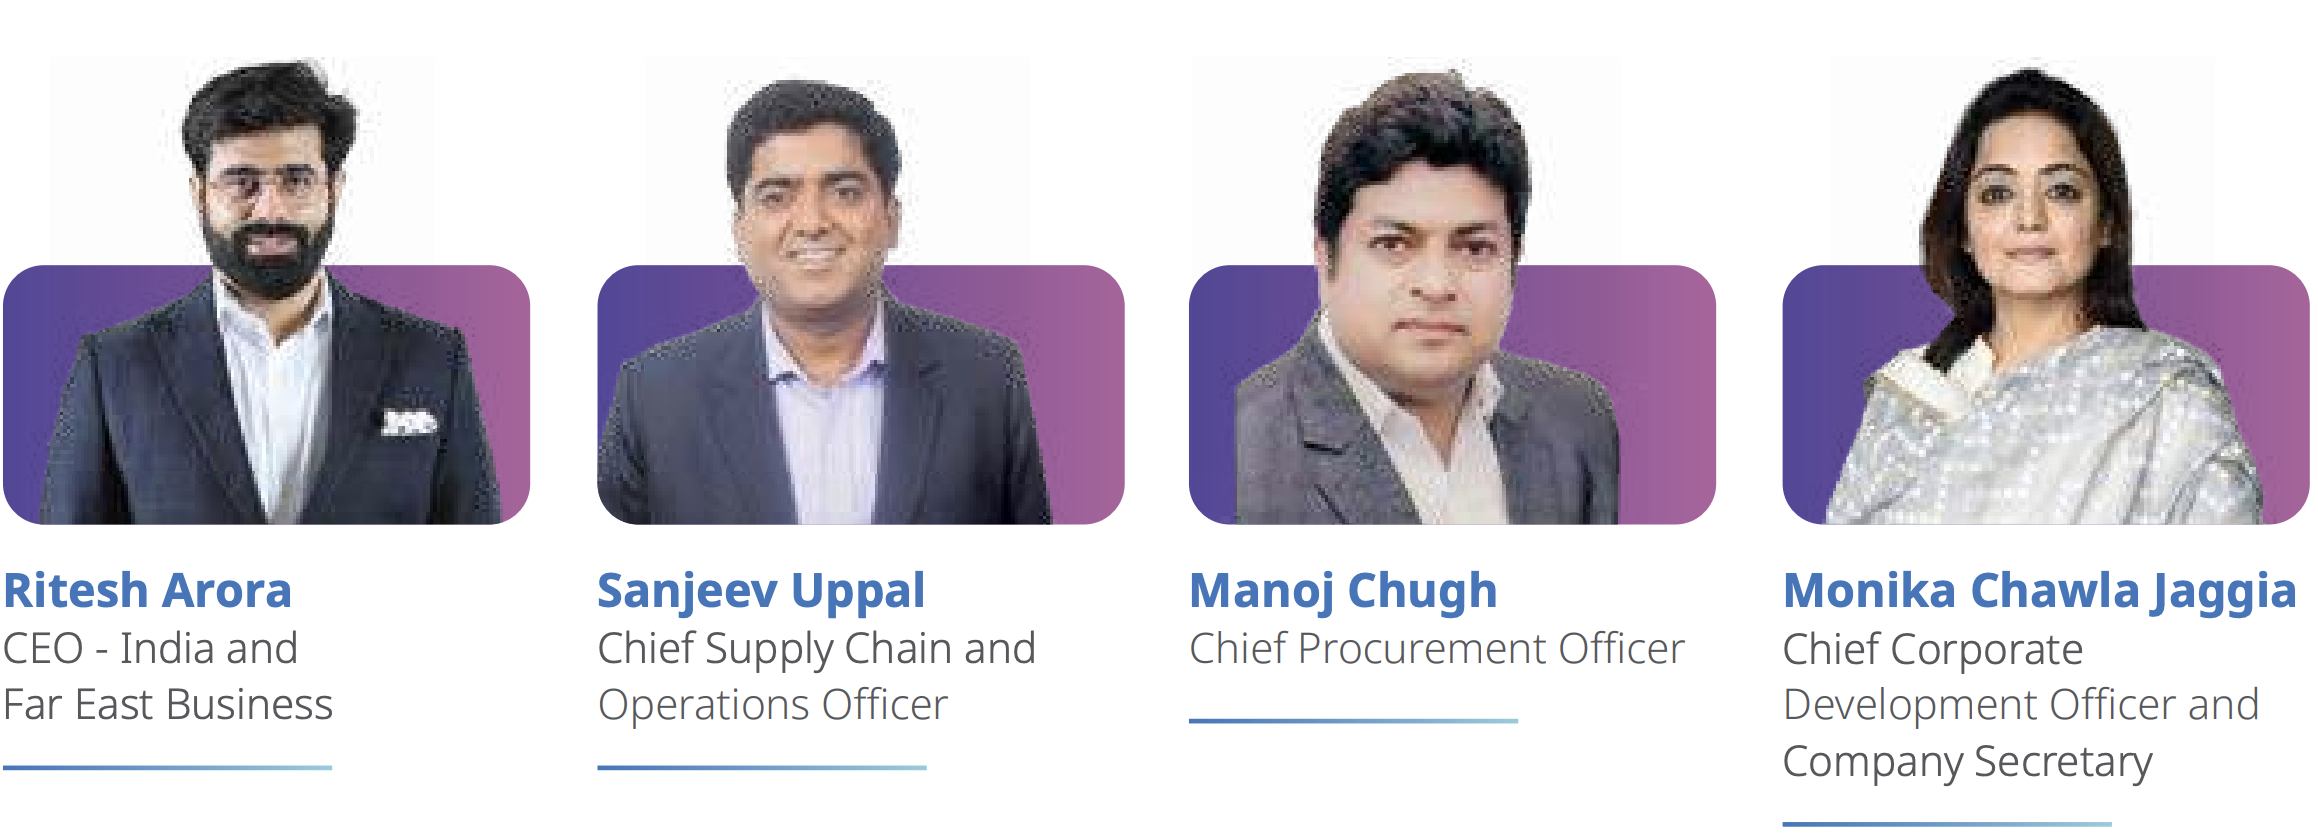 Ritesh Arora
CEO - India and
Far East Business
Sanjeev Uppal
Chief Supply Chain and
Operations Officer
Manoj Chugh
Chief Procurement Officer
Monika Chawla Jaggia
Chief Corporate
Development Officer and
Company Secretary